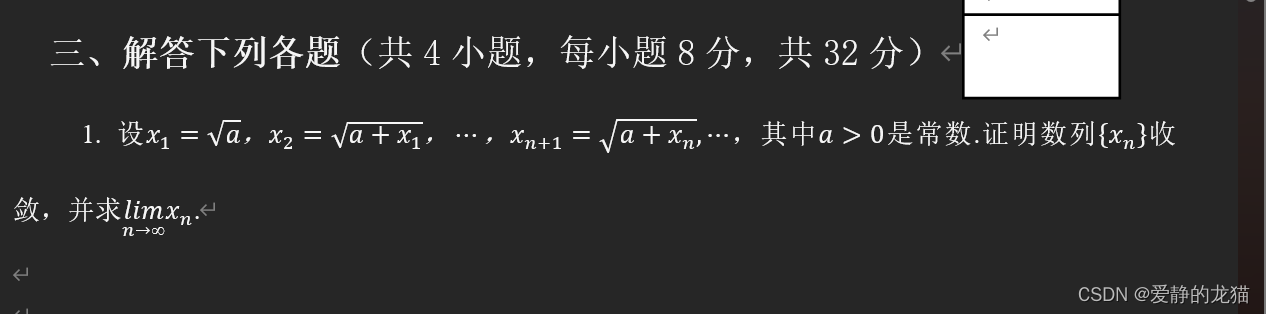 三、解答下列各题（共 4 小题，每小题 8 分，共 32 分）↵
↵
1. 设x₁ = √a，x₂ = √(a + x₁)，⋯，xₙ₊₁ = √(a + xₙ),⋯，其中a > 0是常数.证明数列{xₙ}收
敛，并求lim xₙ.↵
n→∞
↵
CSDN @爱静的龙猫